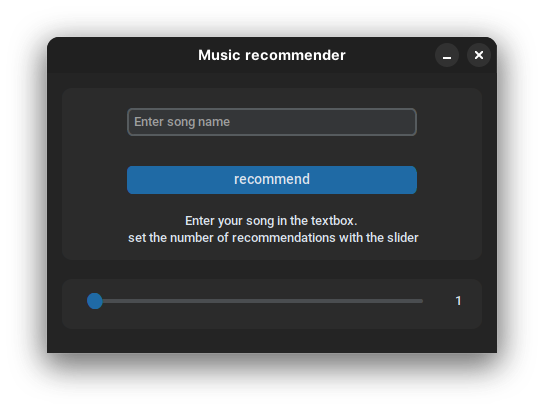 Music recommender
Enter song name
recommend
Enter your song in the textbox.
set the number of recommendations with the slider
1